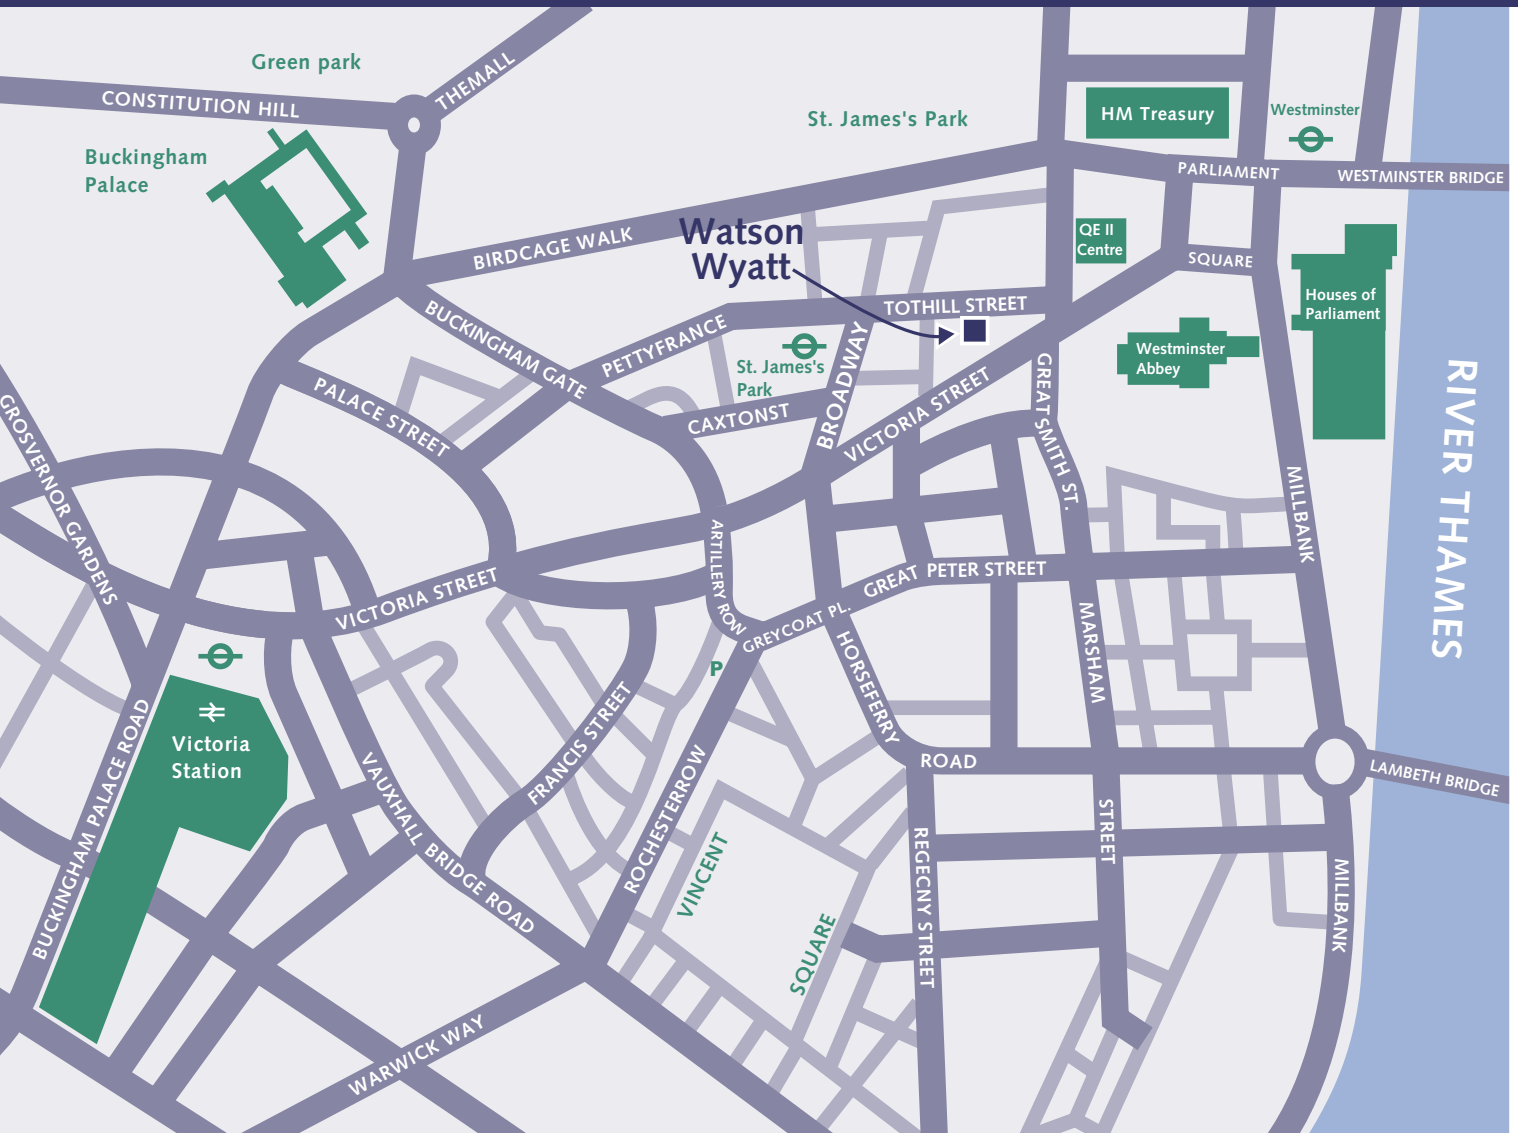 Green park
THEMALL
CONSTITUTION HILL
St. James's Park
HM Treasury
Westminster
Buckingham
Palace
PARLIAMENT
WESTMINSTER BRIDGE
BIRDCAGE WALK
Watson
Wyatt
QE II
Centre
SQUARE
Houses of
Parliament
TOTHILL STREET
BUCKINGHAM GATE
PETTYFRANCE
St. James's
Park
BROADWAY
Westminster
Abbey
PALACE STREET
CAXTONST
VICTORIA STREET
GREAT SMITH ST.
GROSVERNOR GARDENS
MILLBANK
RIVER THAMES
ARTILLERY ROW
VICTORIA STREET
GREAT PETER STREET
GREYCOAT PL.
HORSEFERRY
MARSHAM
P
BUCKINGHAM PALACE ROAD
Victoria
Station
FRANCIS STREET
VAUXHALL BRIDGE ROAD
ROCHESTERROW
ROAD
LAMBETH BRIDGE
STREET
VINCENT
SQUARE
REGECNY STREET
MILLBANK
WARWICK WAY